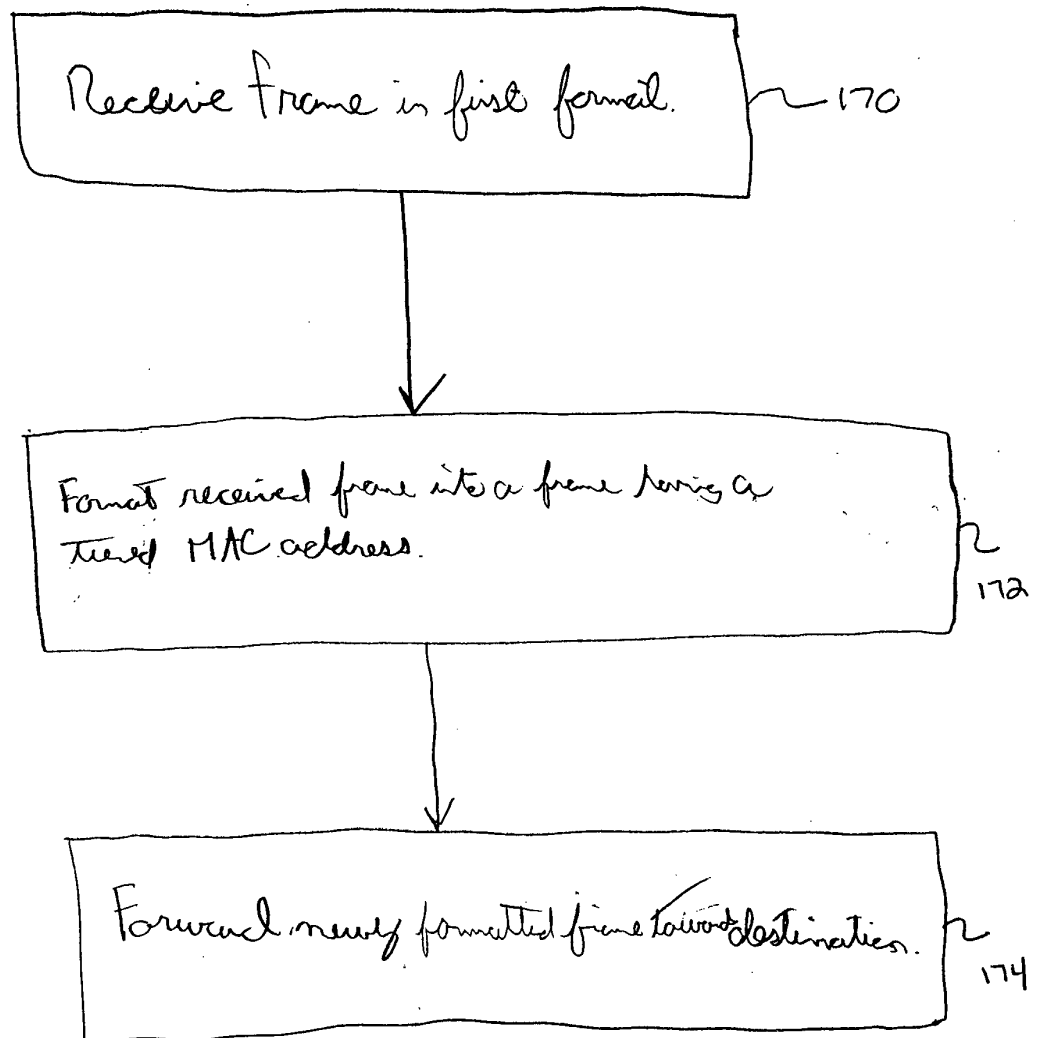 Receive Frame in first format.
170
Format received frame into a frame having a
tiered MAC address.
172
Forward newly formatted frame toward destination.
174